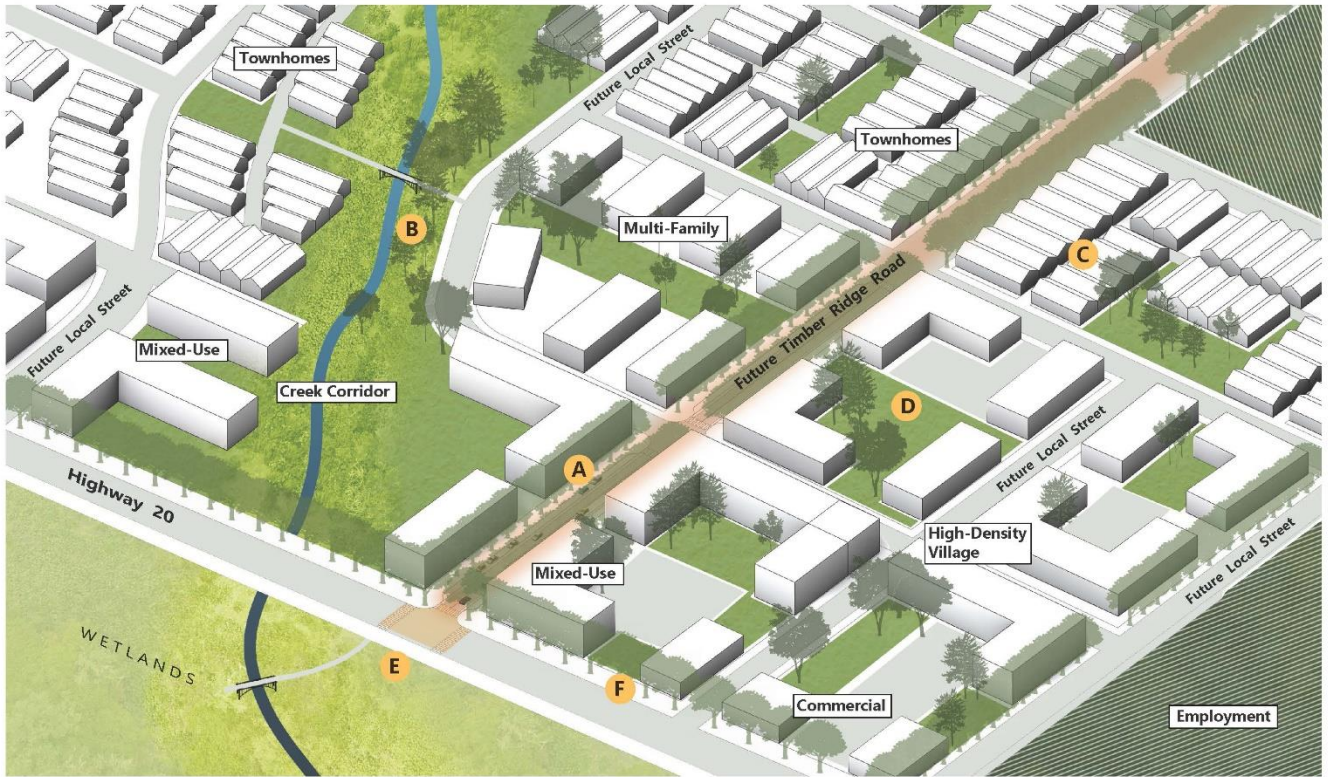 Townhomes
Future Local Street
Townhomes
B
Multi-Family
C
Future Local Street
Mixed-Use
Future Timber Ridge Road
Creek Corridor
D
Future Local Street
A
Highway 20
High-Density
Village
Future Local Street
Mixed-Use
WETLANDS
E
F
Commercial
Employment